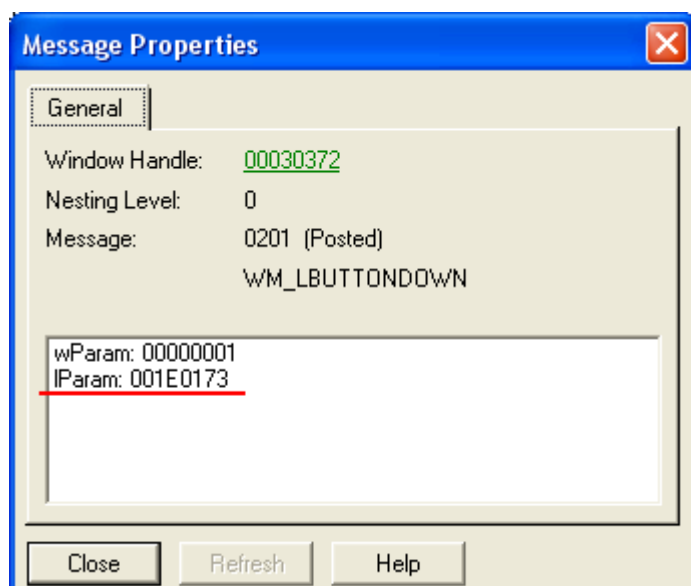 Message Properties
General
Window Handle: 00030372
Nesting Level: 0
Message: 0201 (Posted)
WM_LBUTTONDOWN
wParam: 00000001
lParam: 001E0173
Close Refresh Help